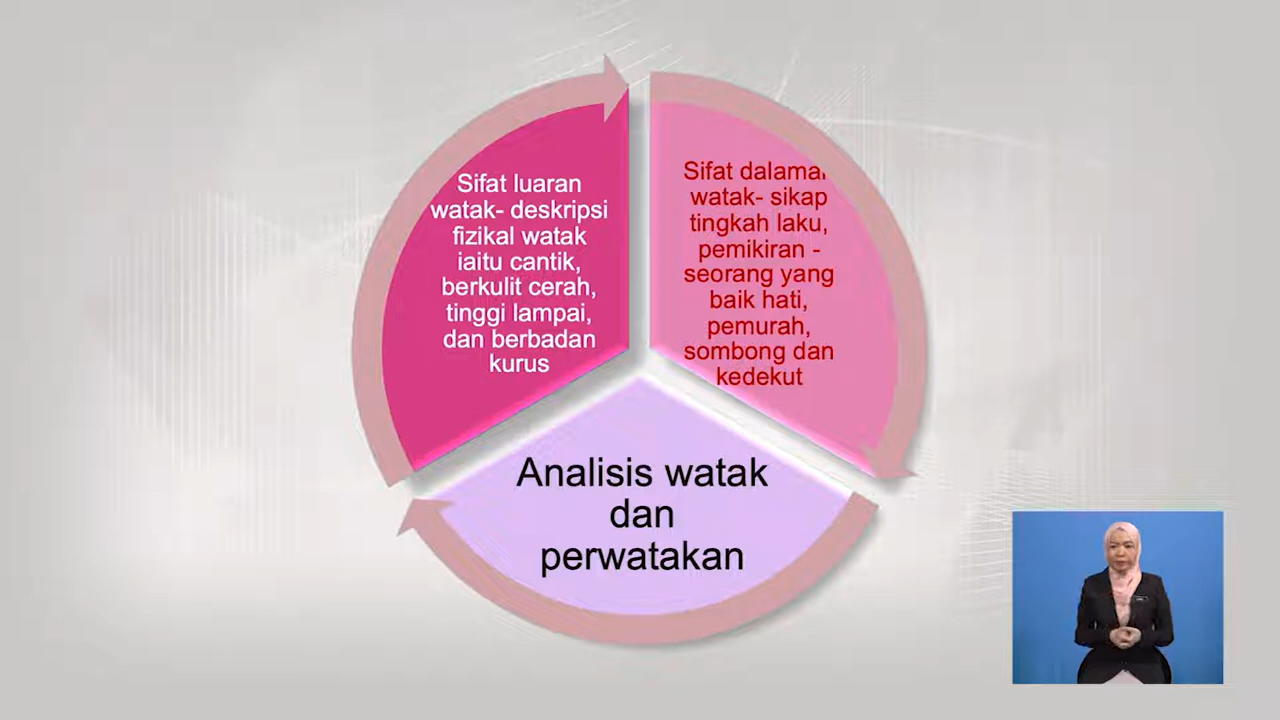 Sifat luaran
watak- deskripsi
fizikal watak
iaitu cantik,
berkulit cerah,
tinggi lampai,
dan berbadan
kurus
Sifat dalaman
watak- sikap
tingkah laku,
pemikiran -
seorang yang
baik hati,
pemurah,
sombong dan
kedekut
Analisis watak
dan
perwatakan